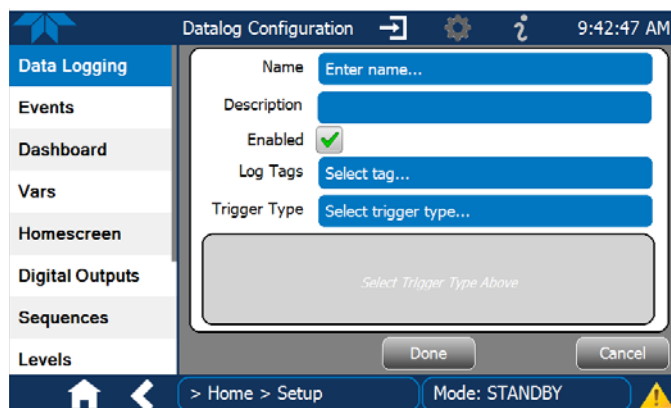 Datalog Configuration
9:42:47 AM
Data Logging
Events
Dashboard
Vars
Homescreen
Digital Outputs
Sequences
Levels
Name
Enter name...
Description
Enabled
Log Tags
Select tag...
Trigger Type
Select trigger type...
Select Trigger Type Above
Done
Cancel
> Home > Setup
Mode: STANDBY